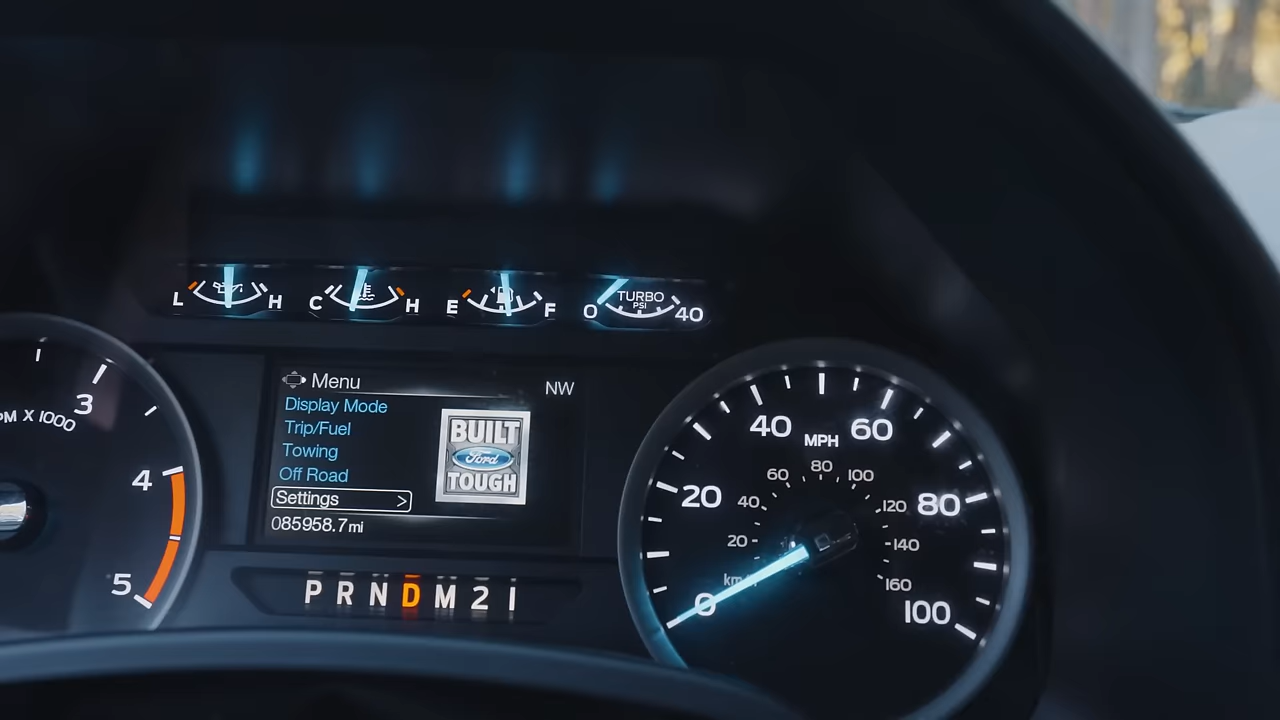 L H C H E F 0 TURBO PSI 40
Menu NW
Display Mode
Trip/Fuel
Towing
Off Road
Settings >
085958.7 mi
BUILT
Ford
TOUGH
P R N D M 2 1
3
X 1000
4
5
0 20 40 60 80 100
MPH
20 40 60 80 100 120 140 160